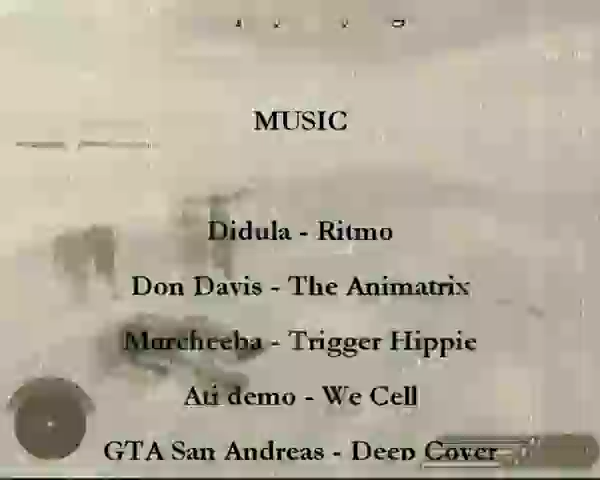 MUSIC
Didula - Ritmo
Don Davis - The Animatrix
Morcheeba - Trigger Hippie
Ati demo - We Cell
GTA San Andreas - Deep Cover